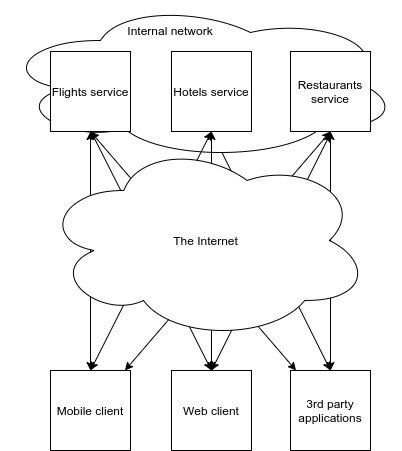 Internal network
Flights service
Hotels service
Restaurants
service
The Internet
Mobile client
Web client
3rd party
applications